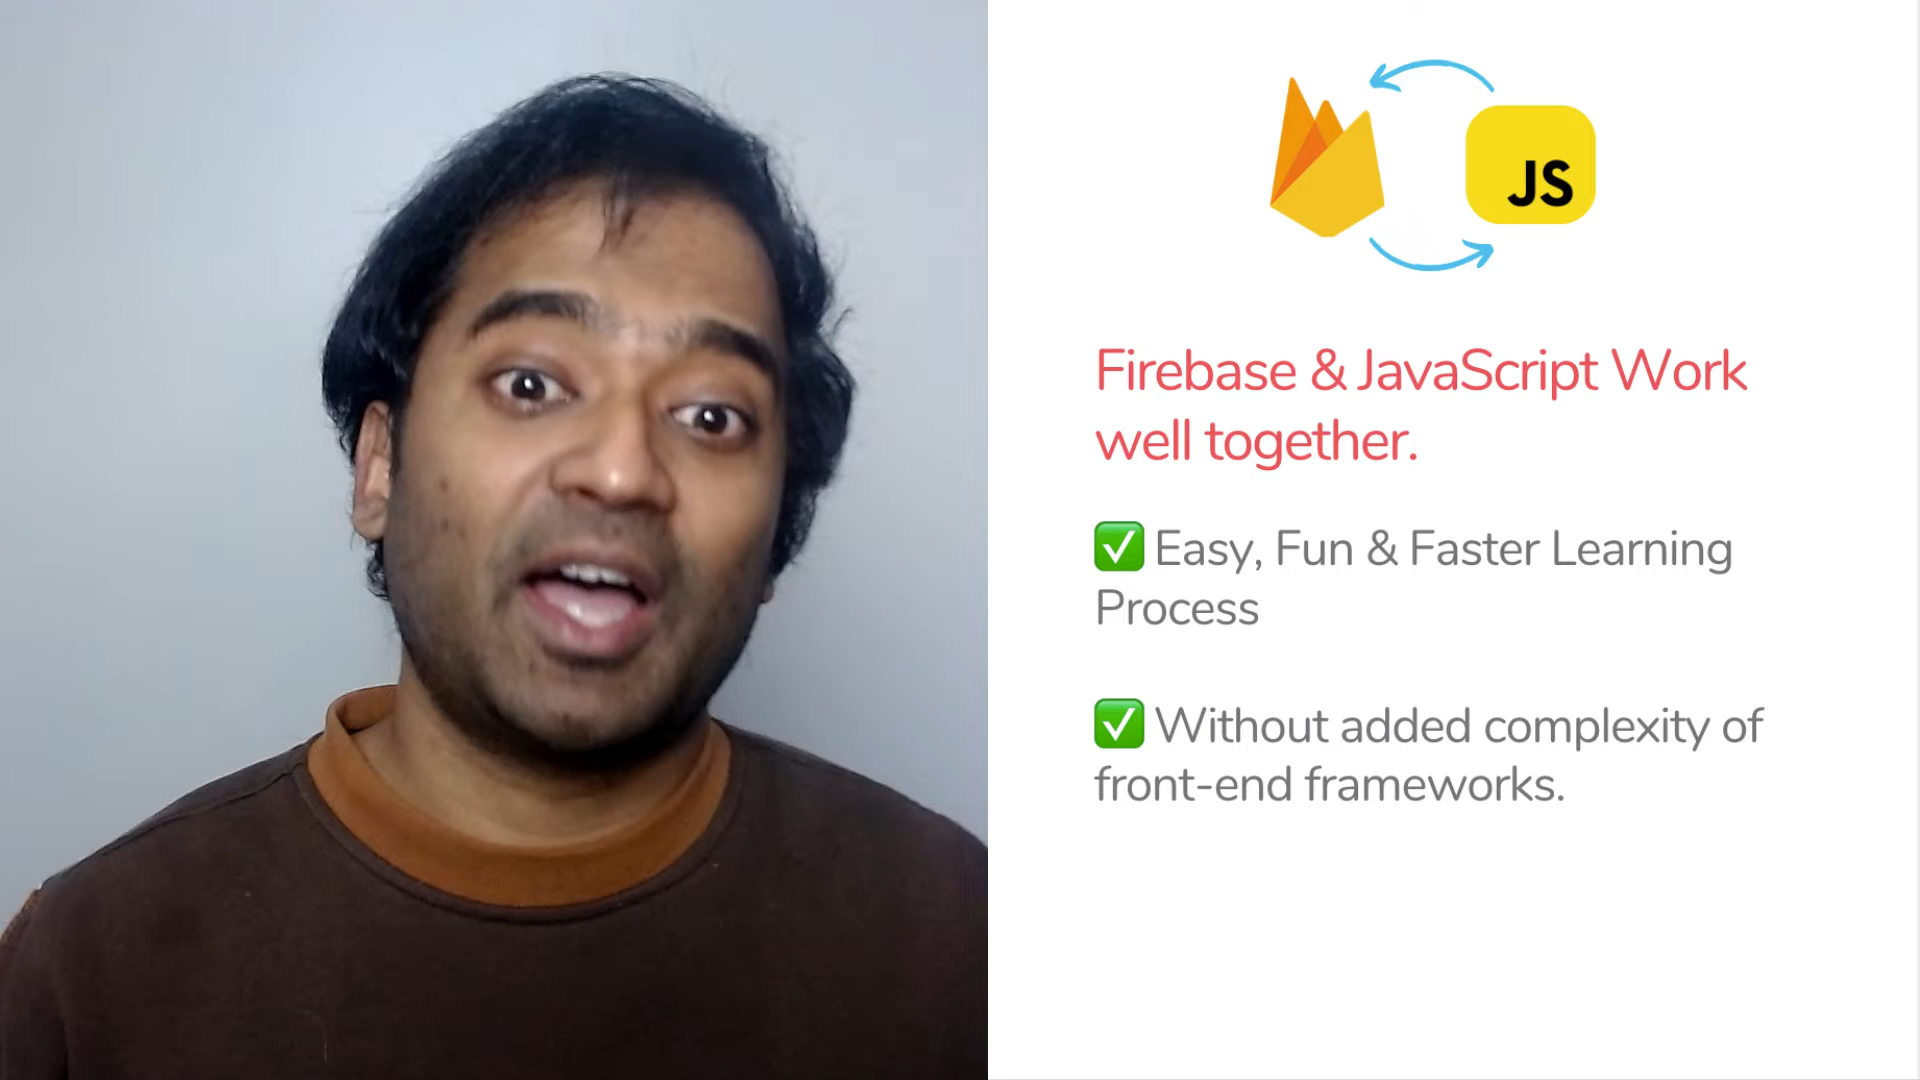 JS
Firebase & JavaScript Work
well together.
✅ Easy, Fun & Faster Learning
Process
✅ Without added complexity of
front-end frameworks.